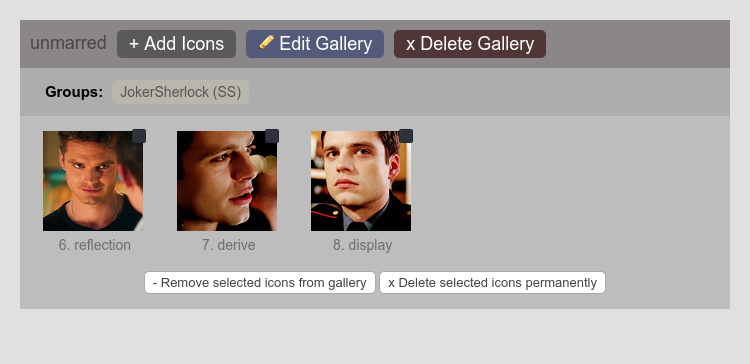 unmarred + Add Icons Edit Gallery x Delete Gallery
Groups: JokerSherlock (SS)
6. reflection 7. derive 8. display
- Remove selected icons from gallery x Delete selected icons permanently